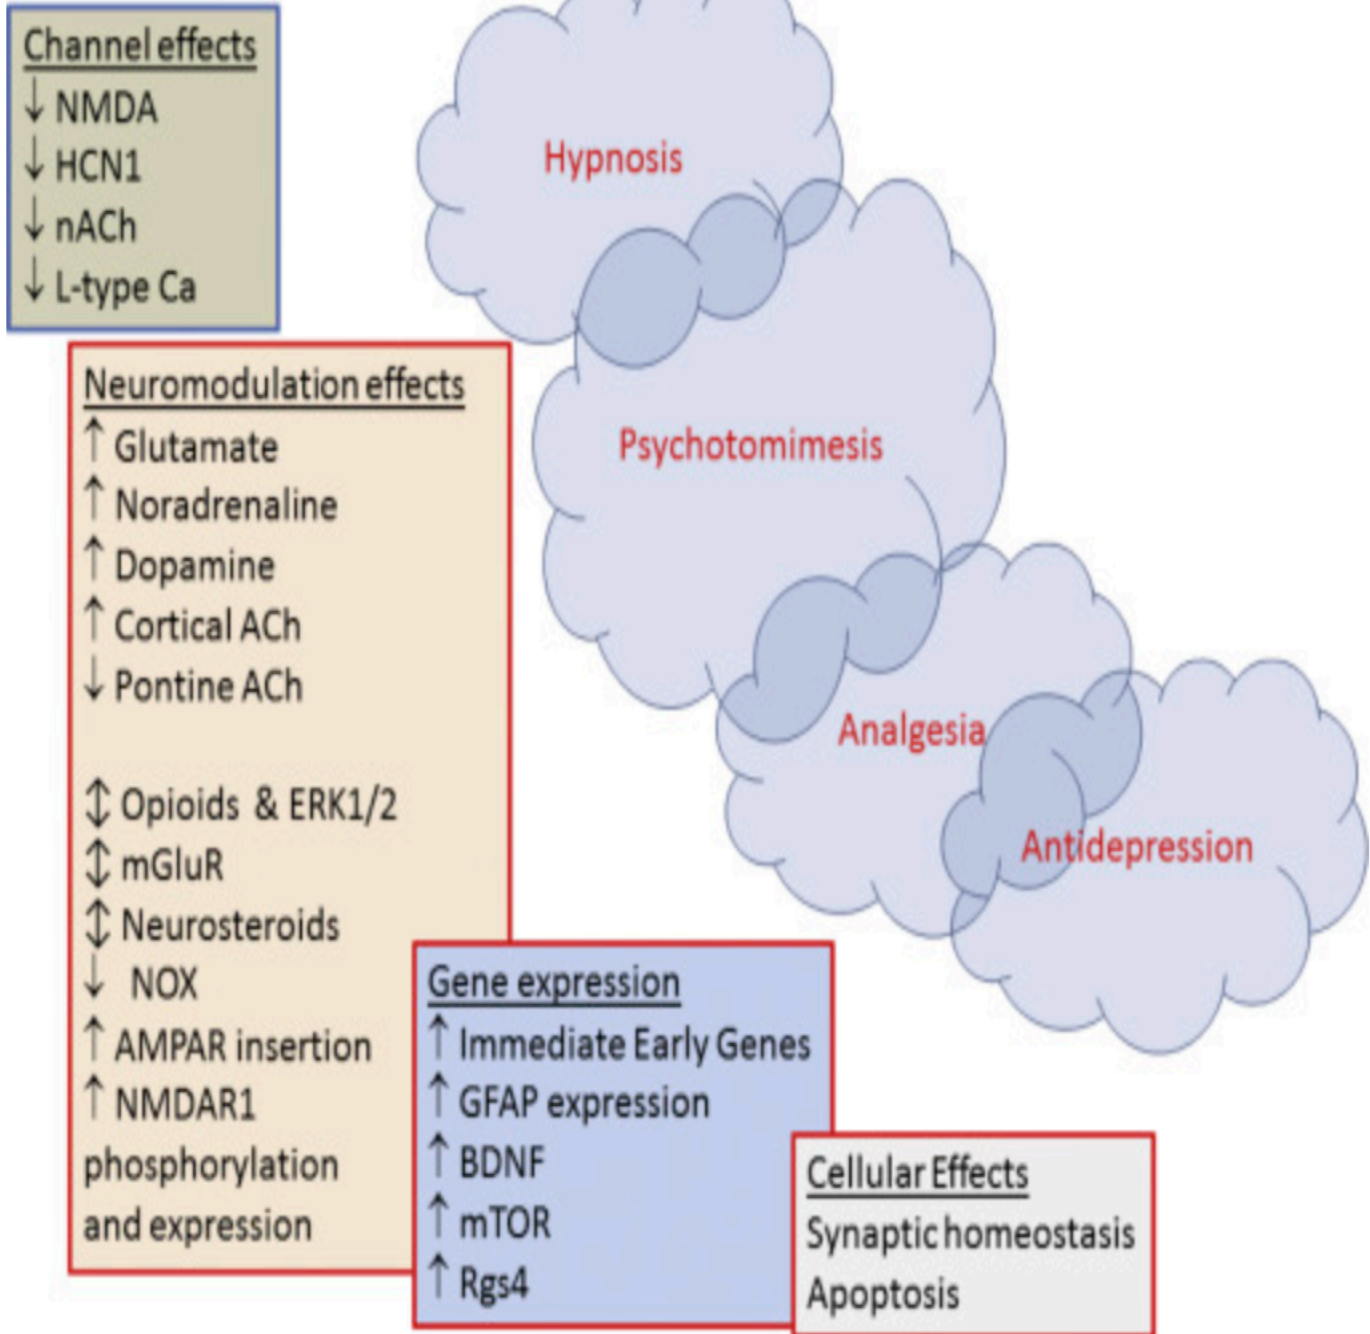 Channel effects
↓ NMDA
↓ HCN1
↓ nACh
↓ L-type Ca
Hypnosis
Psychotomimesis
Analgesia
Antidepression
Neuromodulation effects
↑ Glutamate
↑ Noradrenaline
↑ Dopamine
↑ Cortical ACh
↓ Pontine ACh
↕ Opioids & ERK1/2
↕ mGluR
↕ Neurosteroids
↓ NOX
↑ AMPAR insertion
↑ NMDAR1
phosphorylation
and expression
Gene expression
↑ Immediate Early Genes
↑ GFAP expression
↑ BDNF
↑ mTOR
↑ Rgs4
Cellular Effects
Synaptic homeostasis
Apoptosis